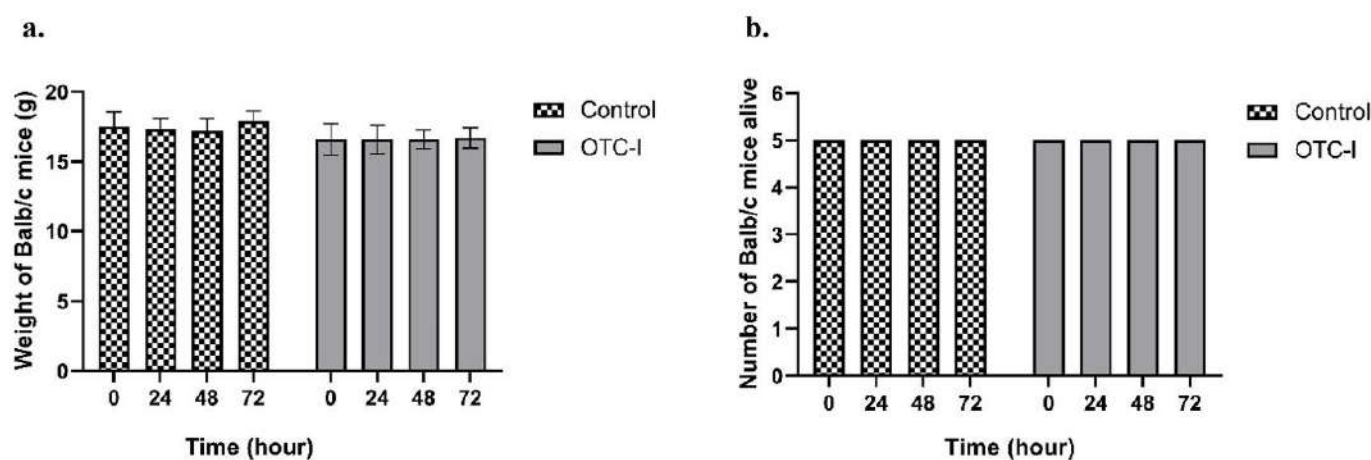 a.
Weight of Balb/c mice (g)
20
15
10
5
0
0 24 48 72 0 24 48 72
Time (hour)
Control
OTC-I
b.
Number of Balb/c mice alive
6
5
4
3
2
1
0
0 24 48 72 0 24 48 72
Time (hour)
Control
OTC-I